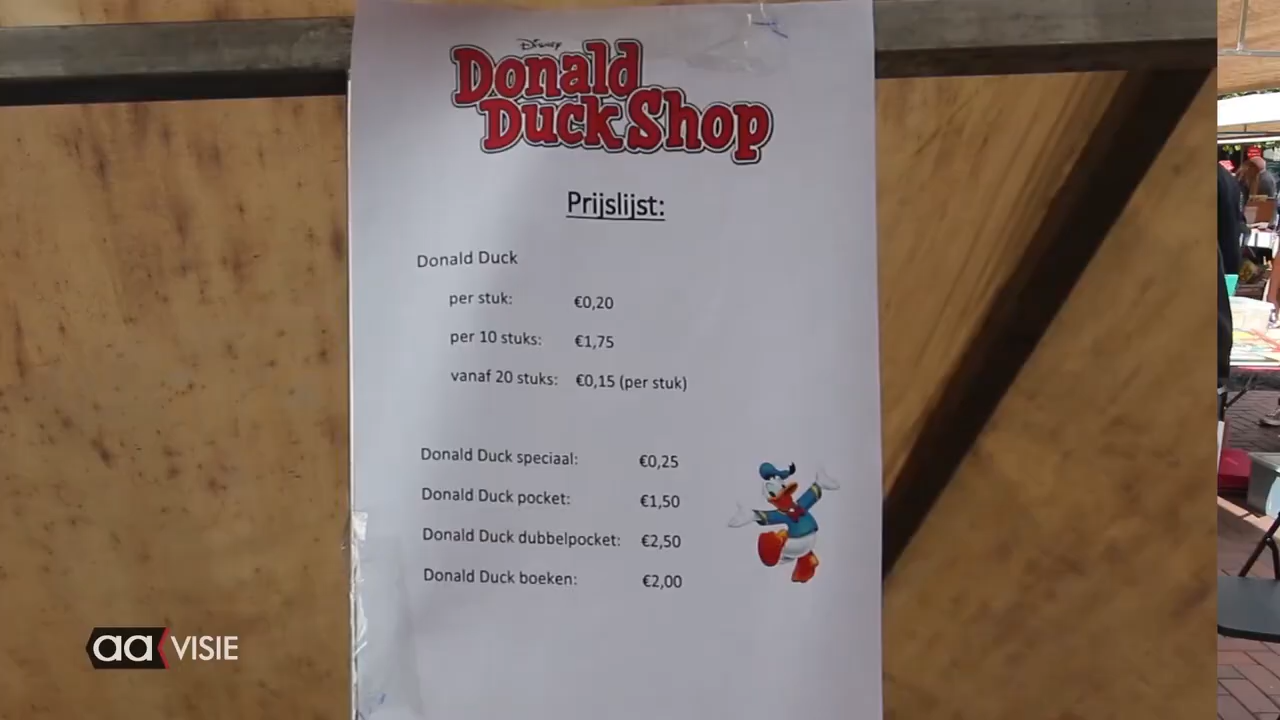 Disney
Donald
Duck Shop
Prijslijst:
Donald Duck
per stuk: €0,20
per 10 stuks: €1,75
vanaf 20 stuks: €0,15 (per stuk)
Donald Duck speciaal: €0,25
Donald Duck pocket: €1,50
Donald Duck dubbelpocket: €2,50
Donald Duck boeken: €2,00
aa VISIE